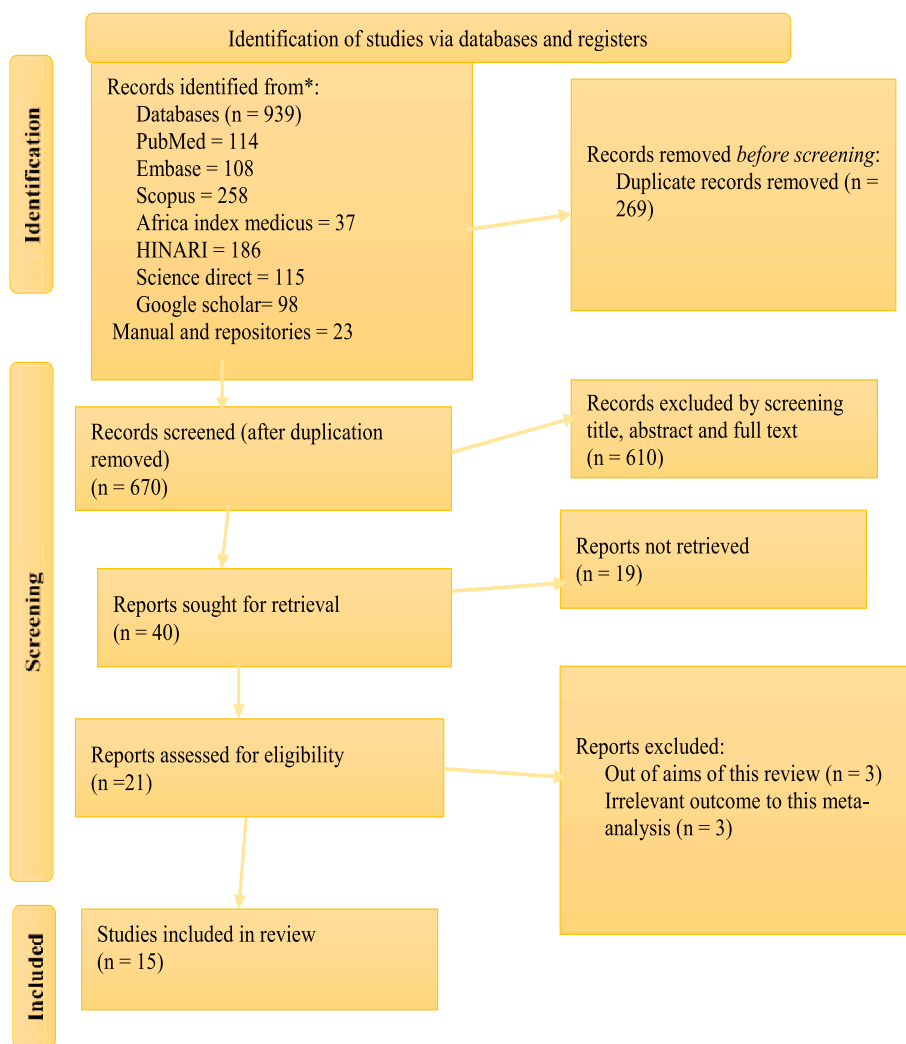 Identification of studies via databases and registers
Identification
Records identified from*:
Databases (n = 939)
PubMed = 114
Embase = 108
Scopus = 258
Africa index medicus = 37
HINARI = 186
Science direct = 115
Google scholar= 98
Manual and repositories = 23
Records removed before screening:
Duplicate records removed (n =
269)
Screening
Records screened (after duplication
removed)
(n = 670)
Records excluded by screening
title, abstract and full text
(n = 610)
Reports sought for retrieval
(n = 40)
Reports not retrieved
(n = 19)
Reports assessed for eligibility
(n =21)
Reports excluded:
Out of aims of this review (n = 3)
Irrelevant outcome to this meta-
analysis (n = 3)
Included
Studies included in review
(n = 15)